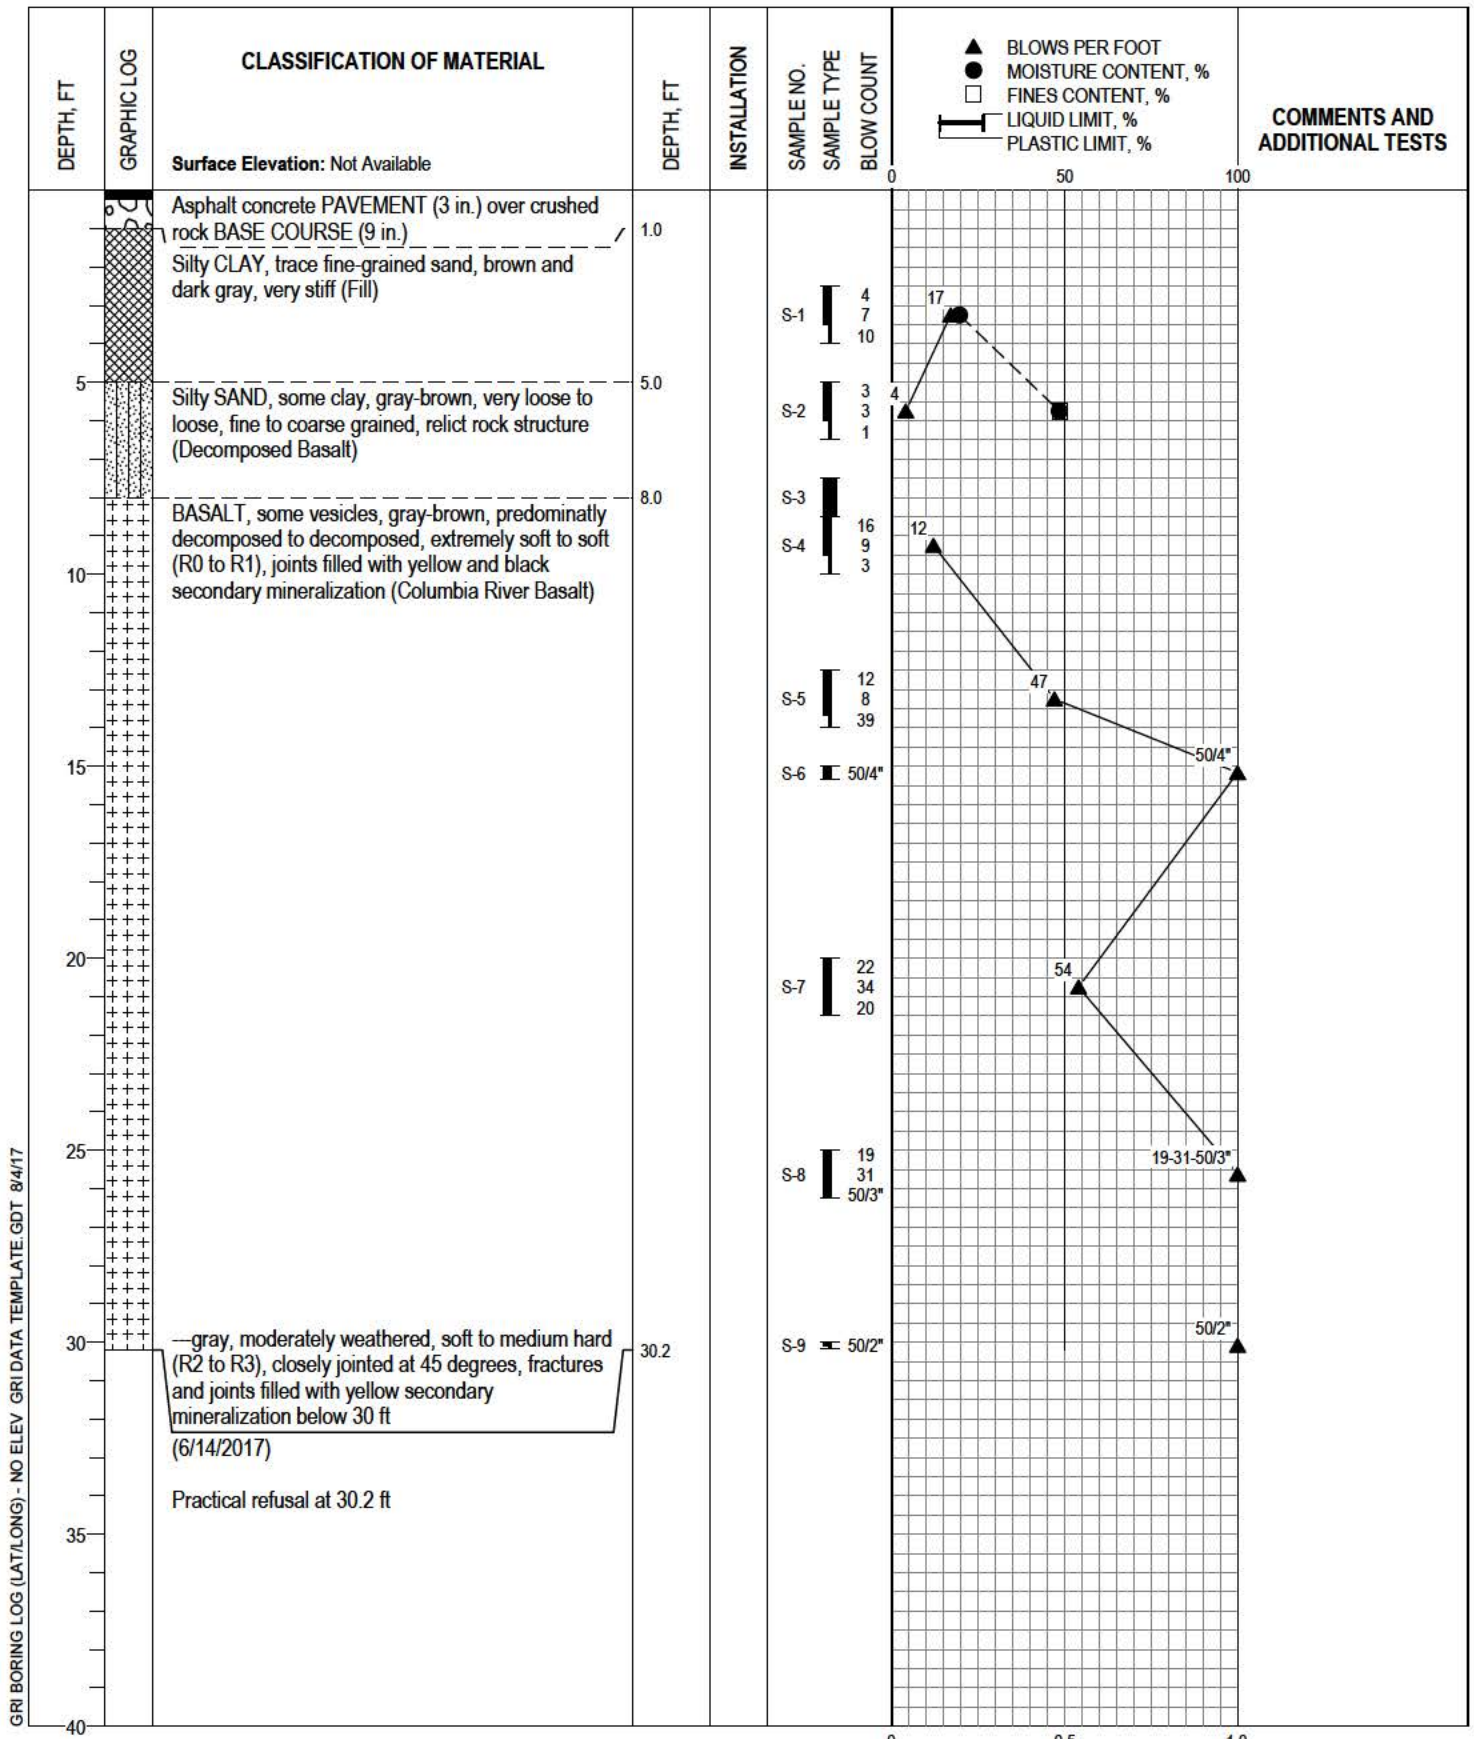 DEPTH, FT
GRAPHIC LOG
CLASSIFICATION OF MATERIAL
Surface Elevation: Not Available
DEPTH, FT
INSTALLATION
SAMPLE NO.
SAMPLE TYPE
BLOW COUNT
BLOWS PER FOOT
MOISTURE CONTENT, %
FINES CONTENT, %
LIQUID LIMIT, %
PLASTIC LIMIT, %
0 50 100
COMMENTS AND
ADDITIONAL TESTS
Asphalt concrete PAVEMENT (3 in.) over crushed
rock BASE COURSE (9 in.)
1.0
Silty CLAY, trace fine-grained sand, brown and
dark gray, very stiff (Fill)
S-1
4
7
10
17
5
5.0
Silty SAND, some clay, gray-brown, very loose to
loose, fine to coarse grained, relict rock structure
(Decomposed Basalt)
S-2
3
3
1
4
8.0
S-3
BASALT, some vesicles, gray-brown, predominatly
decomposed to decomposed, extremely soft to soft
(R0 to R1), joints filled with yellow and black
secondary mineralization (Columbia River Basalt)
S-4
16
9
3
12
10
S-5
12
8
39
47
15
S-6
50/4"
50/4"
20
S-7
22
34
20
54
25
S-8
19
31
50/3"
19-31-50/3"
30
---gray, moderately weathered, soft to medium hard
(R2 to R3), closely jointed at 45 degrees, fractures
and joints filled with yellow secondary
mineralization below 30 ft
30.2
S-9
50/2"
50/2"
(6/14/2017)
Practical refusal at 30.2 ft
35
40
GRI BORING LOG (LAT/LONG) - NO ELEV GRI DATA TEMPLATE.GDT 8/4/17